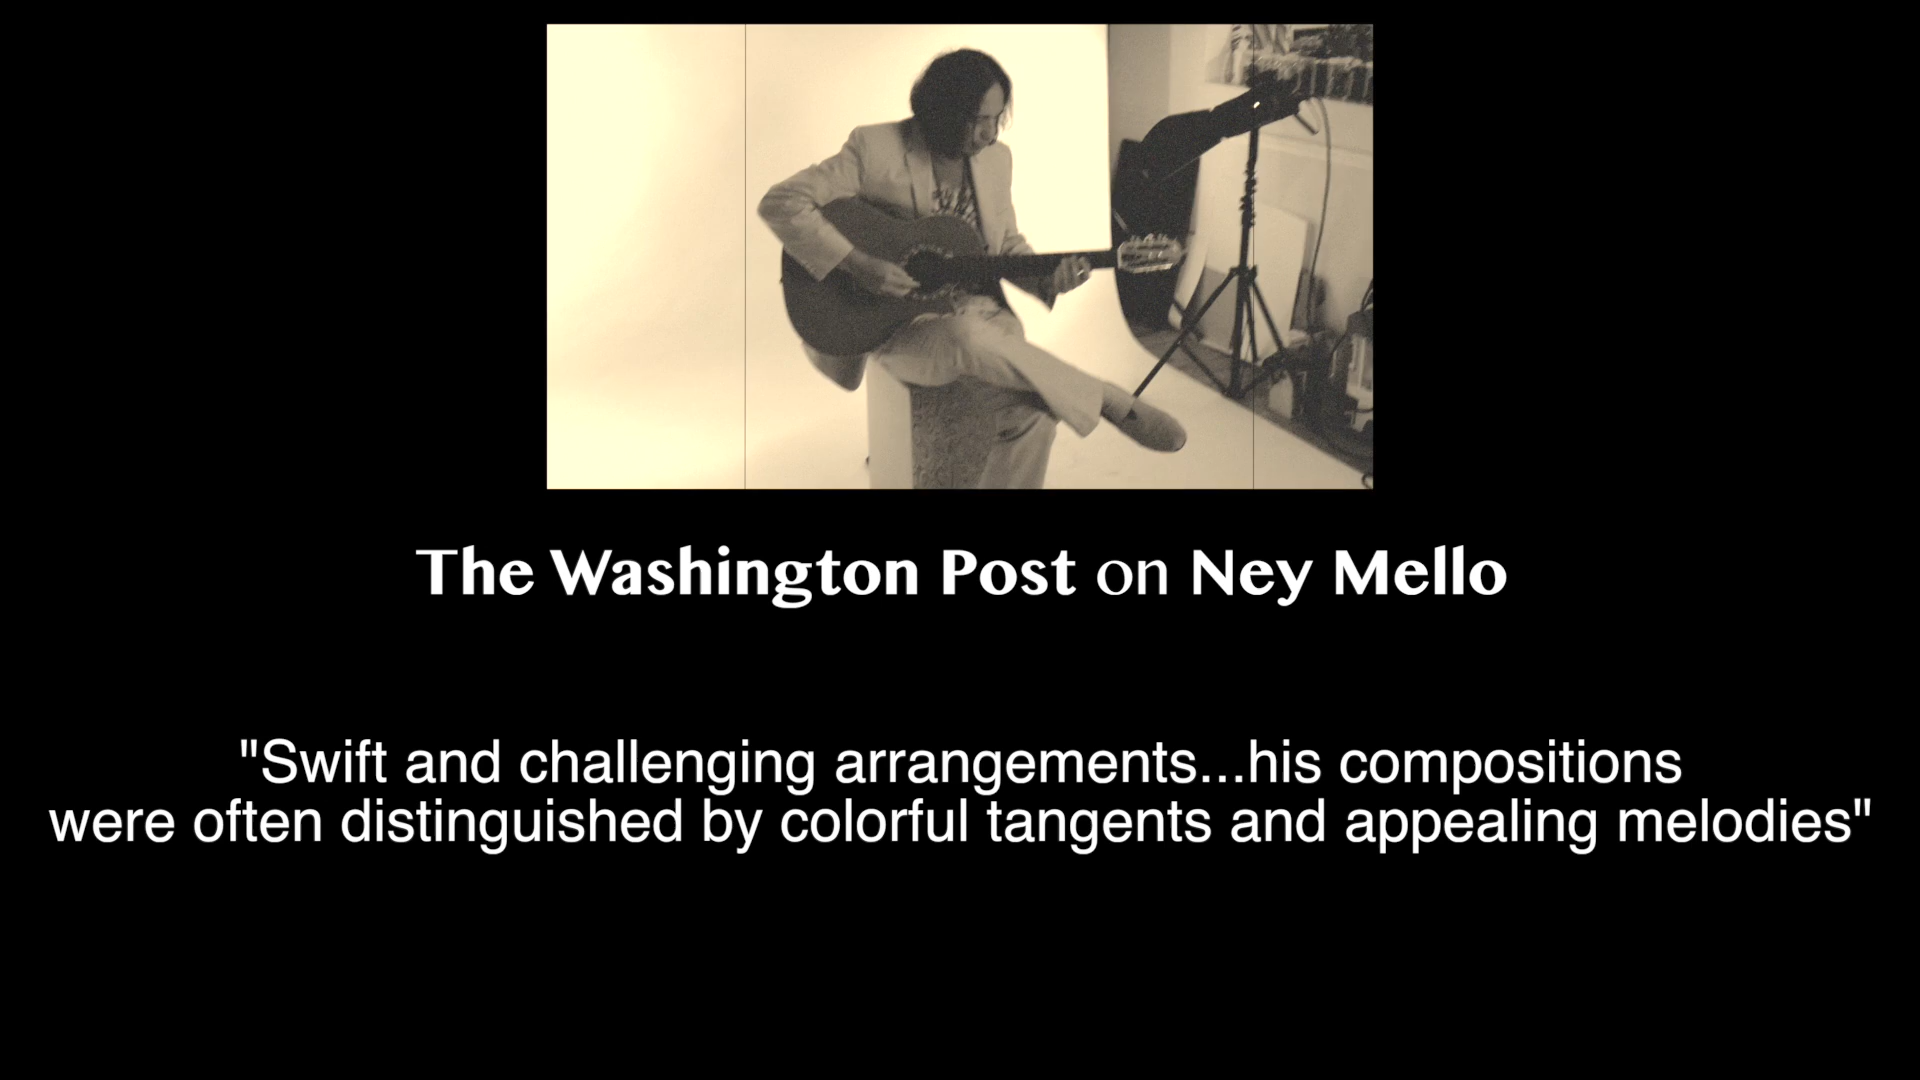 The Washington Post on Ney Mello
"Swift and challenging arrangements...his compositions
were often distinguished by colorful tangents and appealing melodies"